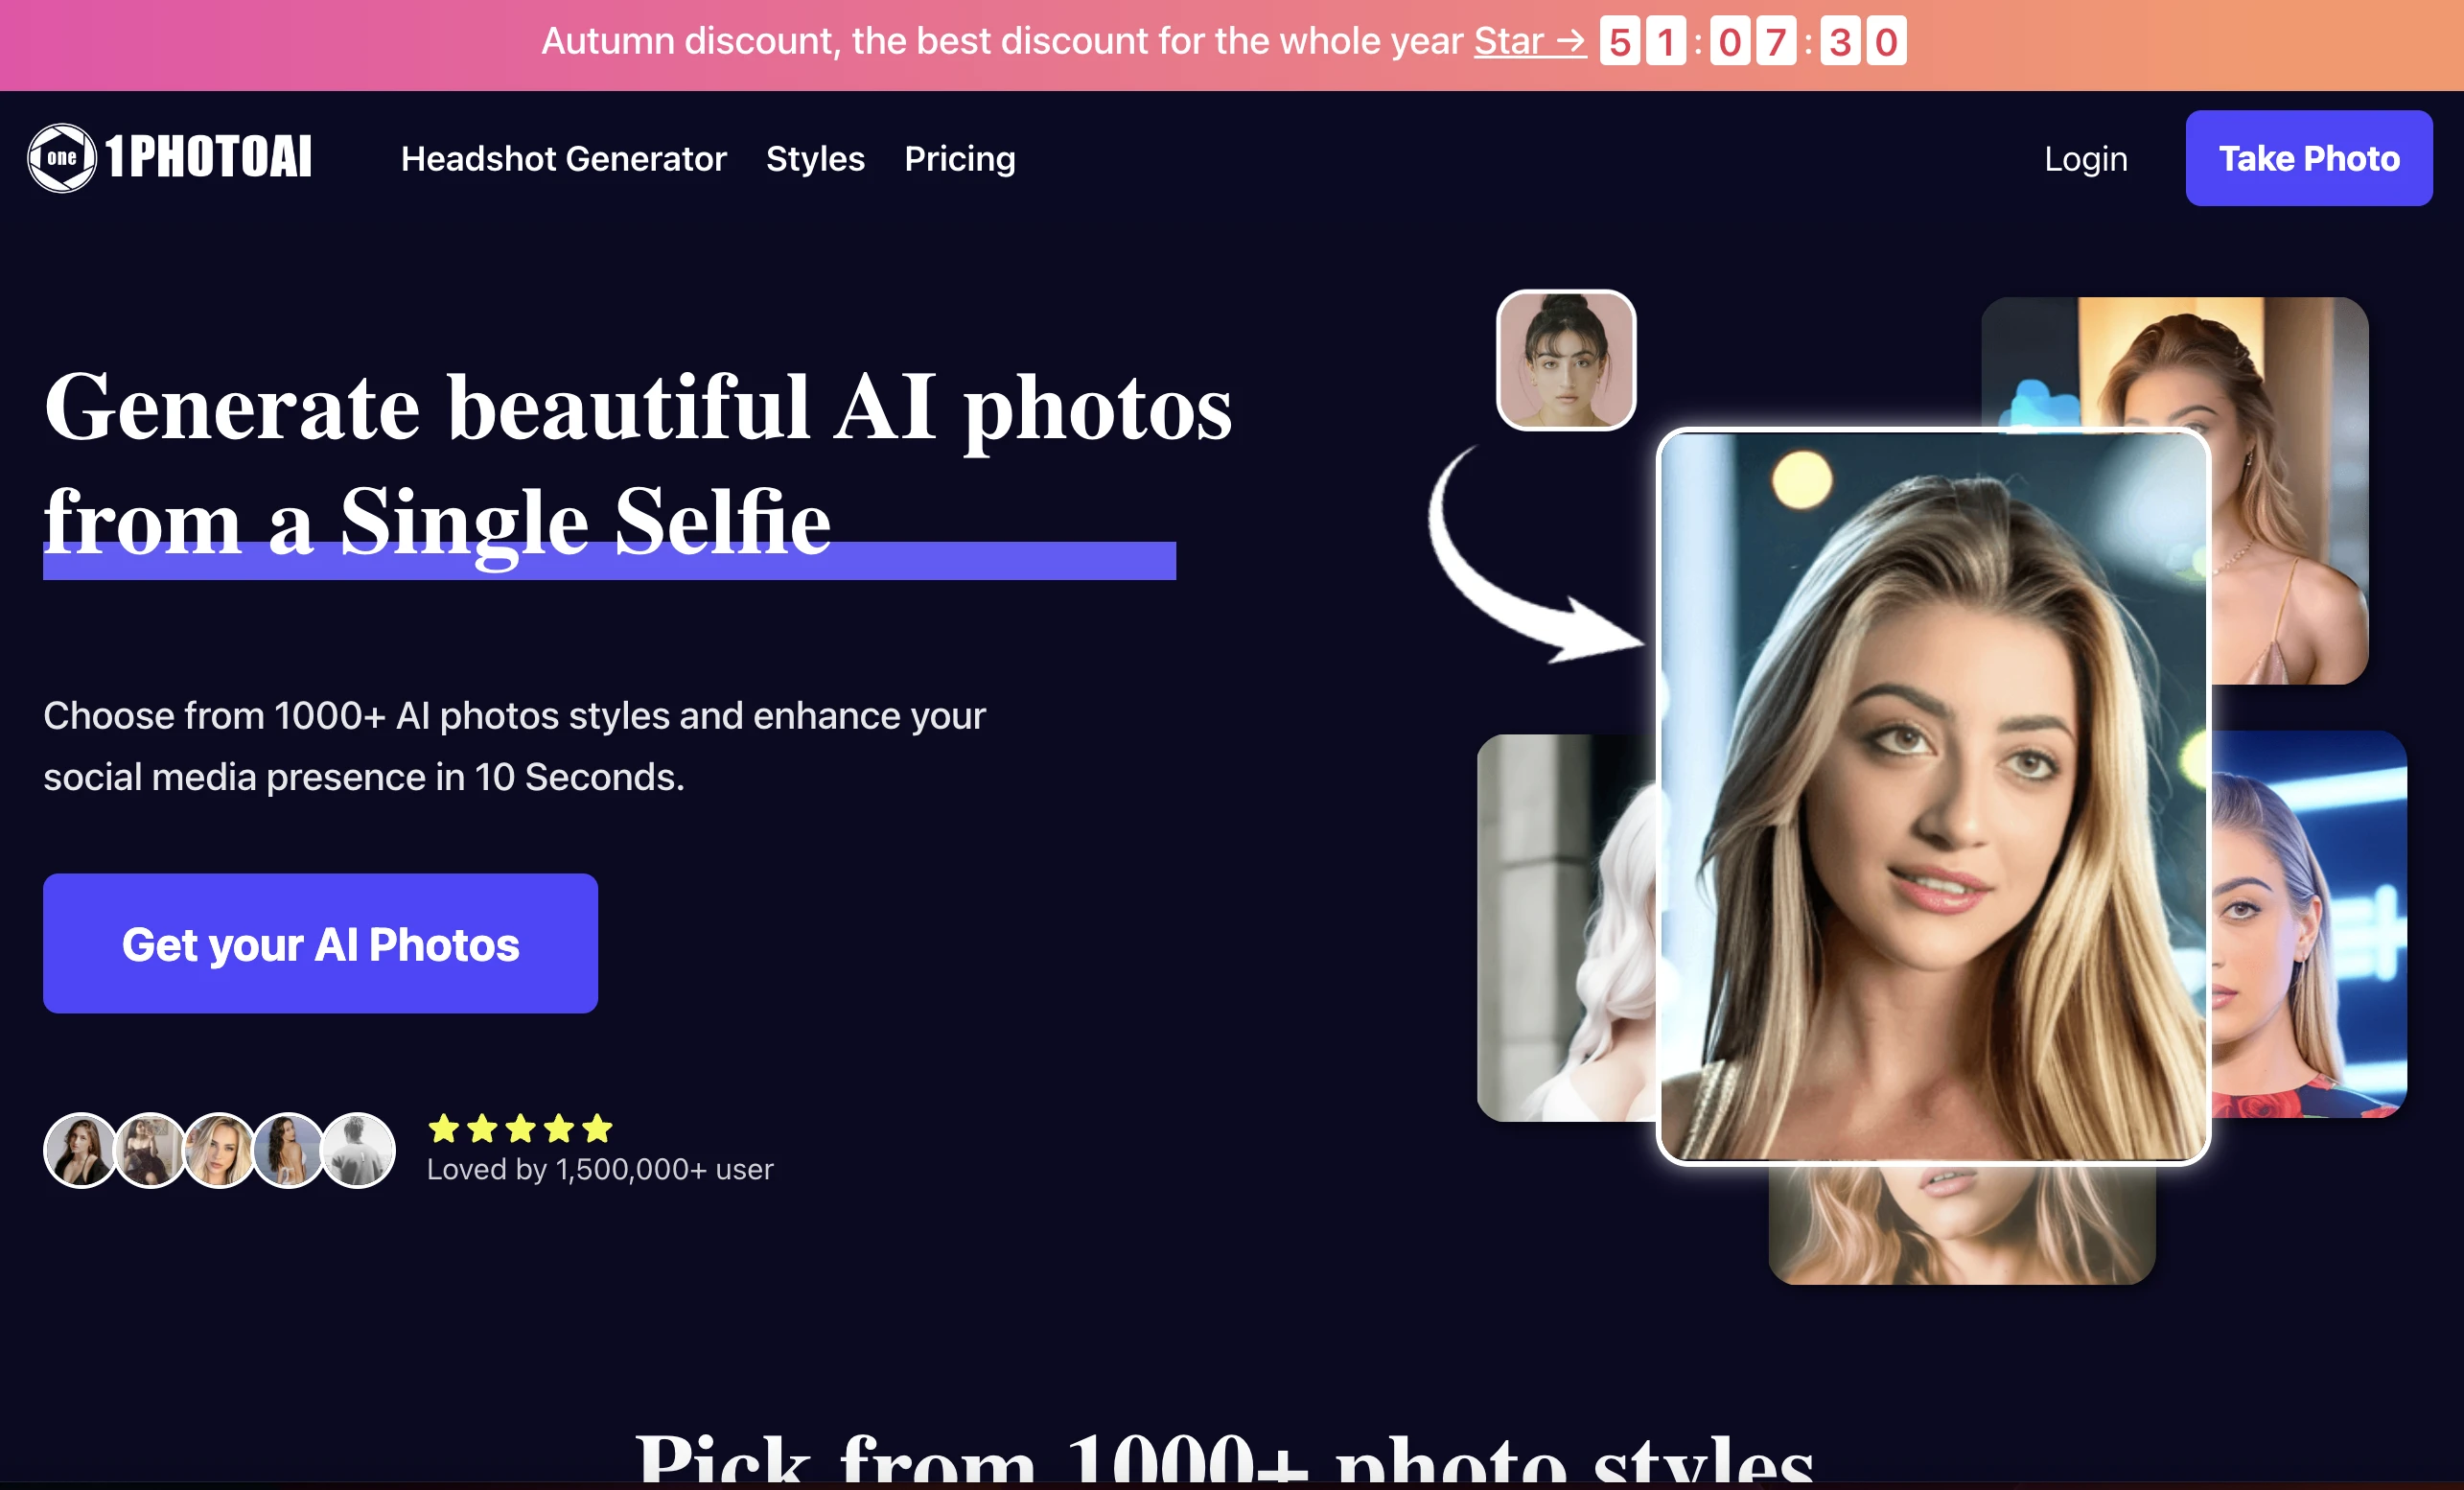 Autumn discount, the best discount for the whole year Star → 51:07:30
one 1PHOTOAI Headshot Generator Styles Pricing Login Take Photo
Generate beautiful AI photos
from a Single Selfie
Choose from 1000+ AI photos styles and enhance your
social media presence in 10 Seconds.
Get your AI Photos
Loved by 1,500,000+ user
Pick from 1000+ photo styles